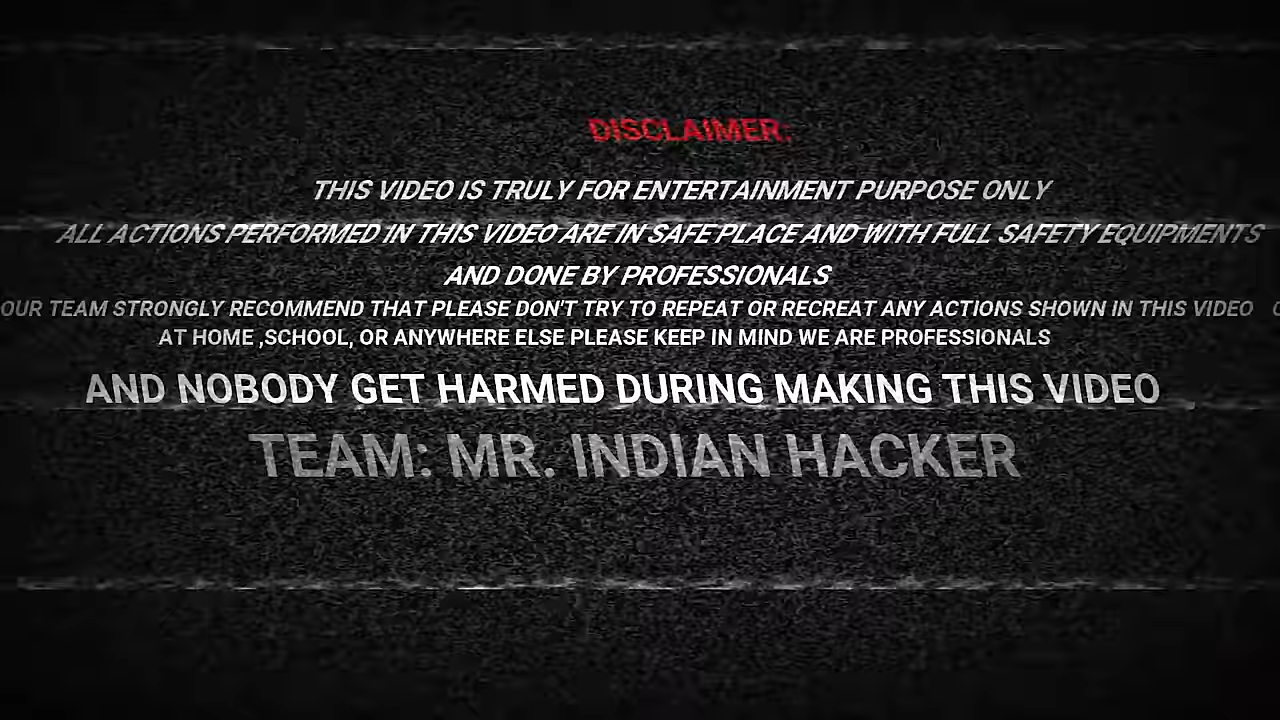 DISCLAIMER:
THIS VIDEO IS TRULY FOR ENTERTAINMENT PURPOSE ONLY
ALL ACTIONS PERFORMED IN THIS VIDEO ARE IN SAFE PLACE AND WITH FULL SAFETY EQUIPMENTS
AND DONE BY PROFESSIONALS
OUR TEAM STRONGLY RECOMMEND THAT PLEASE DON'T TRY TO REPEAT OR RECREAT ANY ACTIONS SHOWN IN THIS VIDEO
AT HOME ,SCHOOL, OR ANYWHERE ELSE PLEASE KEEP IN MIND WE ARE PROFESSIONALS
AND NOBODY GET HARMED DURING MAKING THIS VIDEO
TEAM: MR. INDIAN HACKER